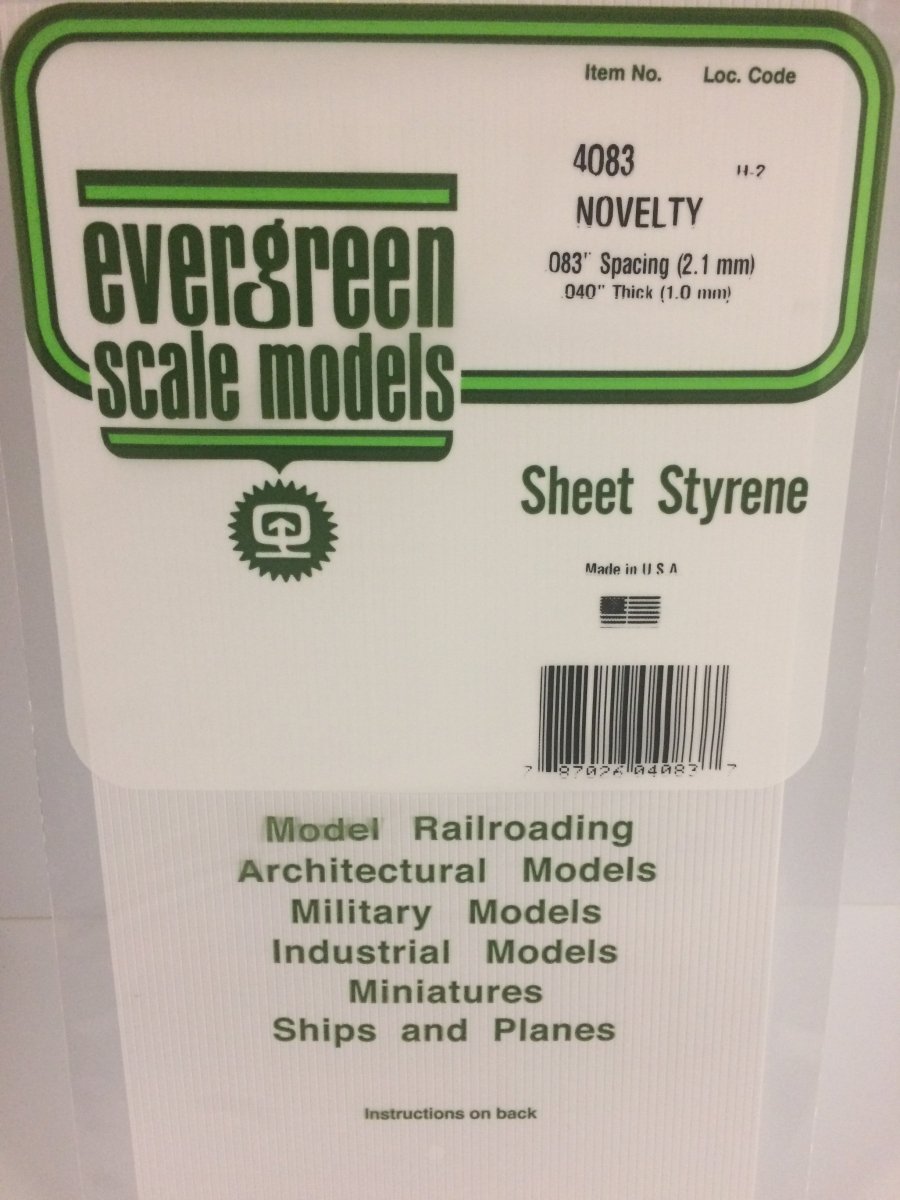 Item No. Loc. Code
4083 H-2
NOVELTY
.083" Spacing (2.1 mm)
.040" Thick (1.0 mm)
evergreen
scale models
Sheet Styrene
Made in U S A
7 87026 04083 7
Model Railroading
Architectural Models
Military Models
Industrial Models
Miniatures
Ships and Planes
Instructions on back